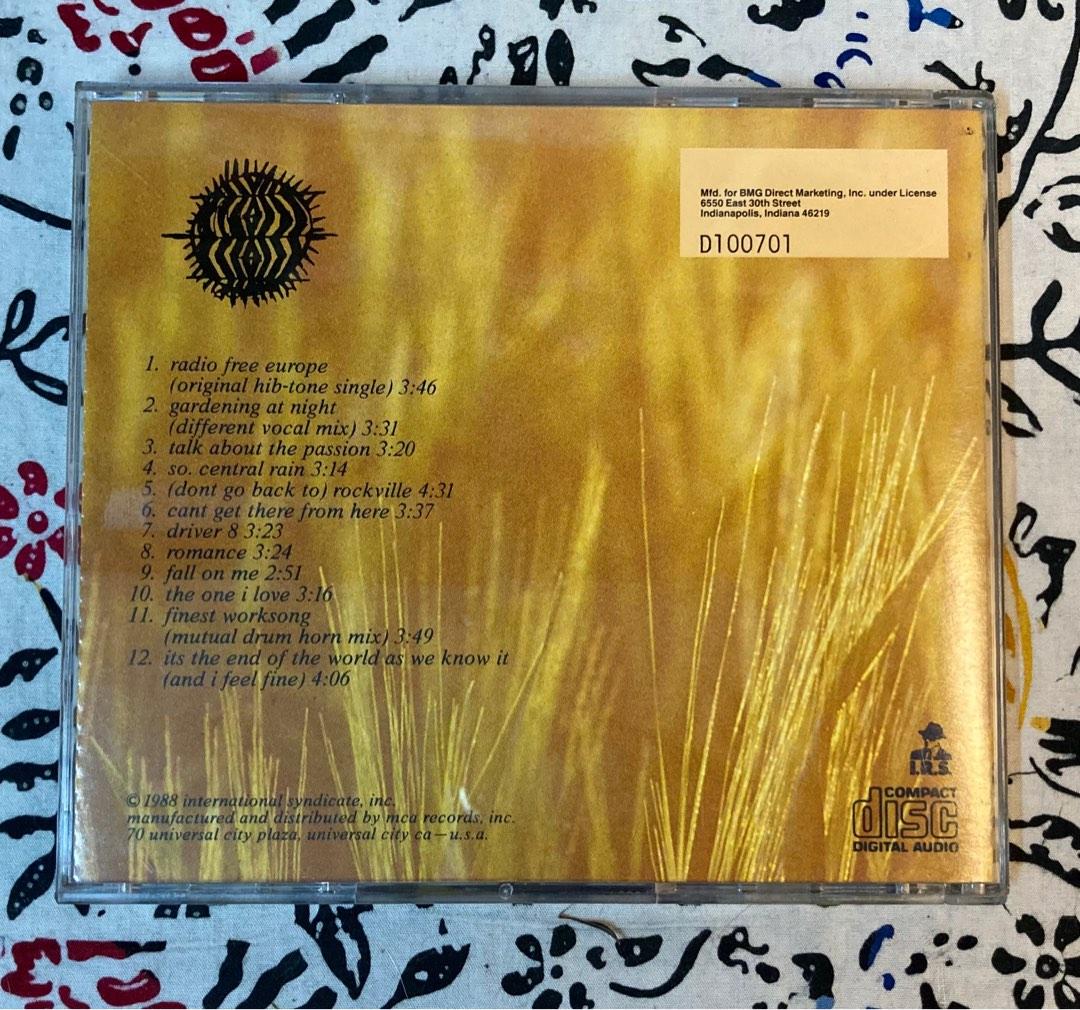 Mfd. for BMG Direct Marketing, Inc. under License
6550 East 30th Street
Indianapolis, Indiana 46219
D100701
1. radio free europe
(original hib-tone single) 3:46
2. gardening at night
(different vocal mix) 3:31
3. talk about the passion 3:20
4. so. central rain 3:14
5. (dont go back to) rockville 4:31
6. cant get there from here 3:37
7. driver 8 3:23
8. romance 3:24
9. fall on me 2:51
10. the one i love 3:16
11. finest worksong
(mutual drum horn mix) 3:49
12. its the end of the world as we know it
(and i feel fine) 4:06
© 1988 international syndicate, inc.
manufactured and distributed by mca records, inc.
70 universal city plaza, universal city ca—u.s.a.
I.R.S.
COMPACT
disc
DIGITAL AUDIO